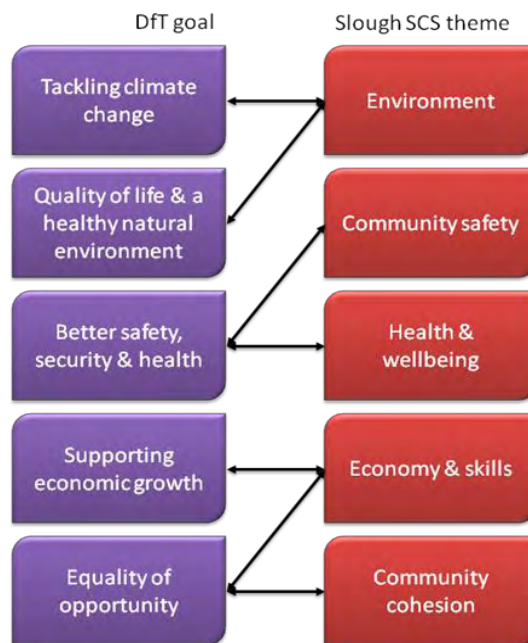 DfT goal
Slough SCS theme
Tackling climate
change
Environment
Quality of life & a
healthy natural
environment
Community safety
Better safety,
security & health
Health &
wellbeing
Supporting
economic growth
Economy & skills
Equality of
opportunity
Community
cohesion